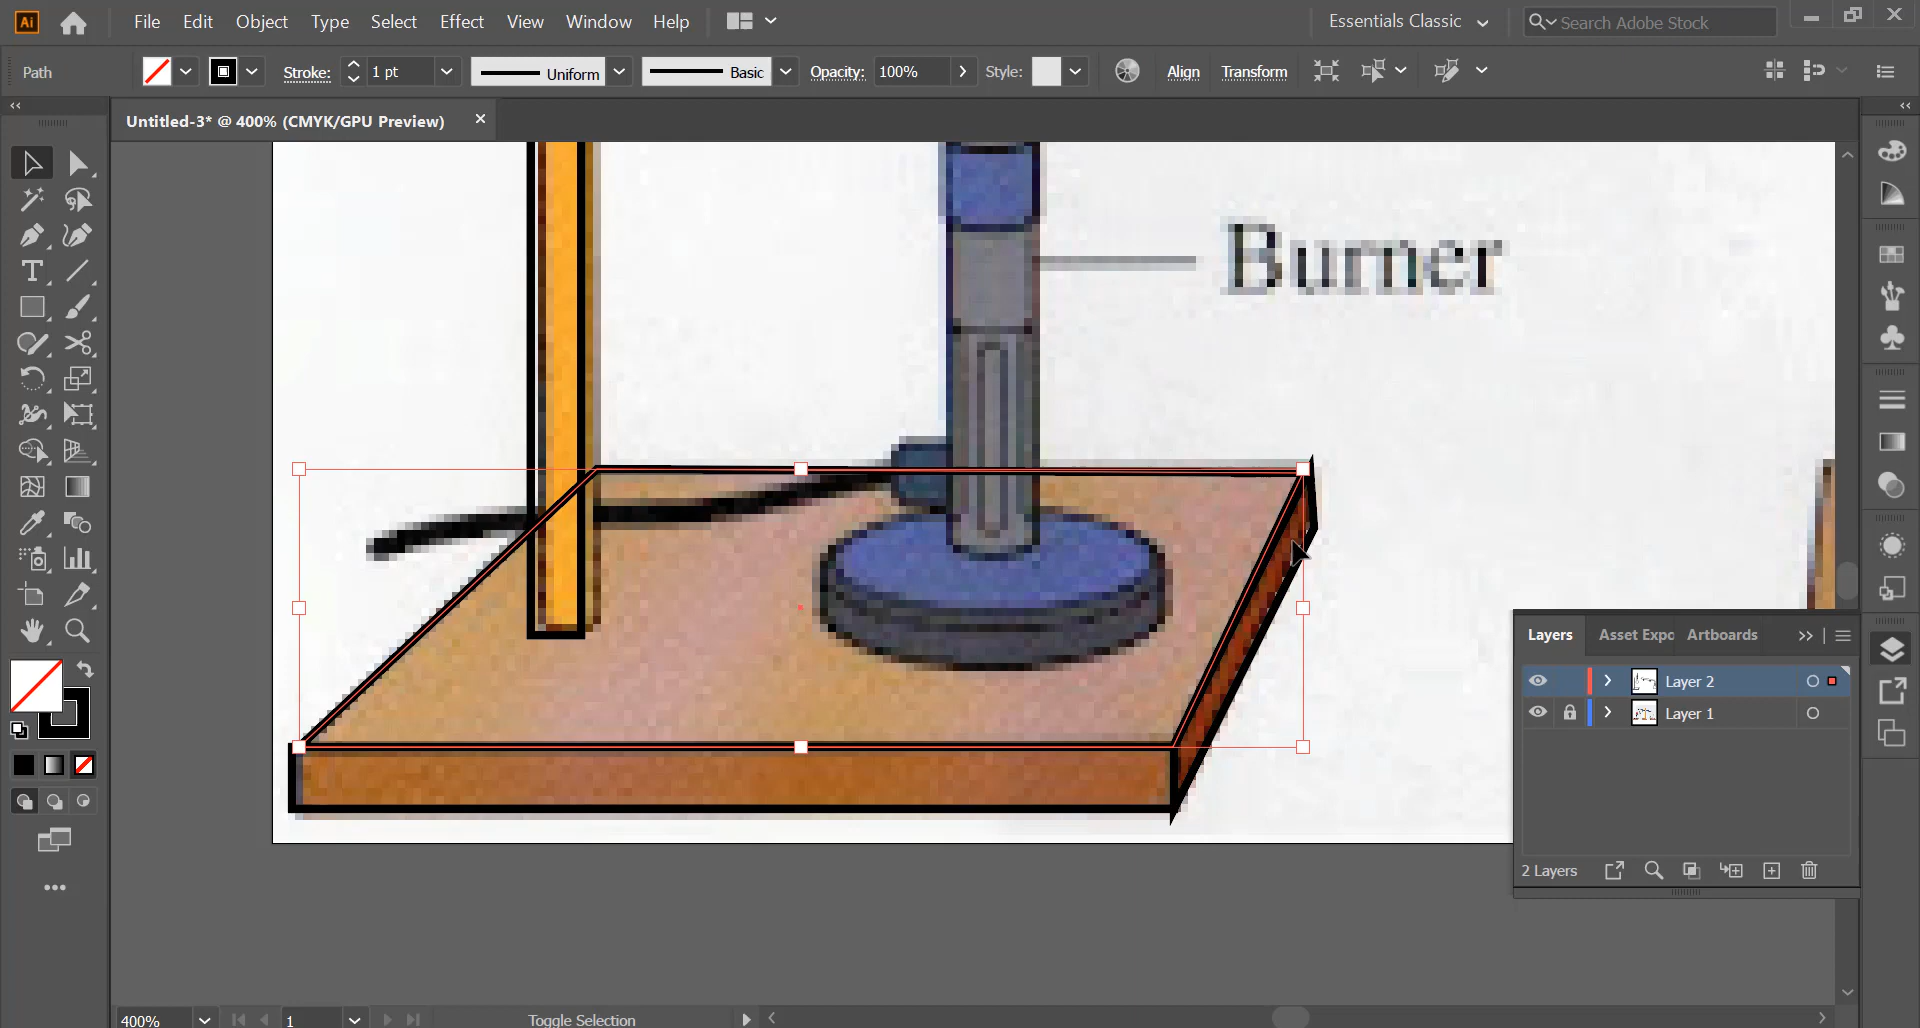 Ai File Edit Object Type Select Effect View Window Help Essentials Classic Search Adobe Stock
Path Stroke: 1 pt Uniform Basic Opacity: 100% Style: Align Transform
Untitled-3* @ 400% (CMYK/GPU Preview)
Burner
Layers Asset Expo Artboards
Layer 2
Layer 1
2 Layers
400% 1 Toggle Selection